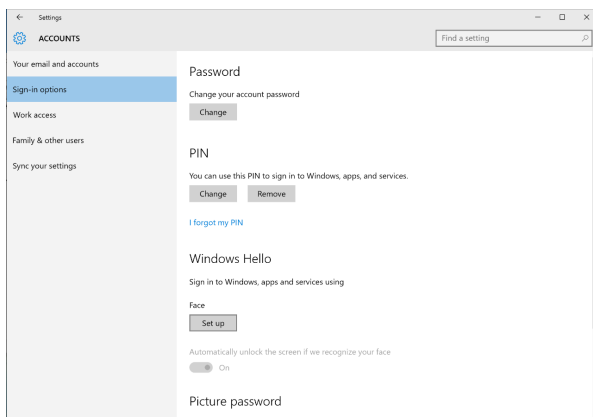 Settings
ACCOUNTS
Find a setting
Your email and accounts
Sign-in options
Work access
Family & other users
Sync your settings
Password
Change your account password
Change
PIN
You can use this PIN to sign in to Windows, apps, and services.
Change Remove
I forgot my PIN
Windows Hello
Sign in to Windows, apps and services using
Face
Set up
Automatically unlock the screen if we recognize your face
On
Picture password